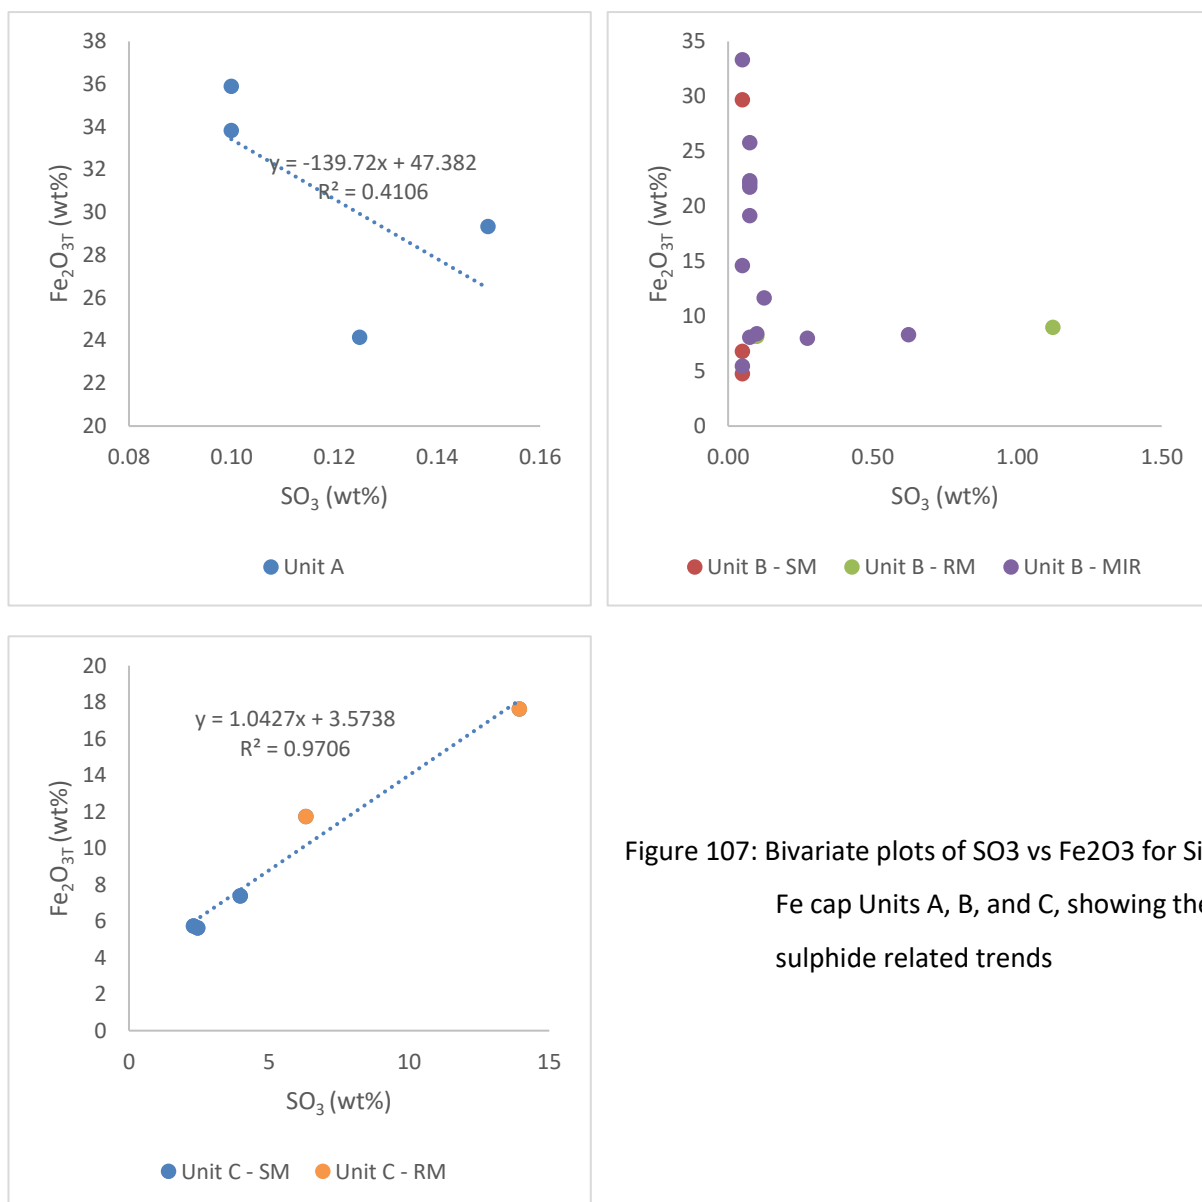 38
36
34
32
30
28
26
24
22
20
Fe2O3T (wt%)
y = -139.72x + 47.382
R² = 0.4106
0.08 0.10 0.12 0.14 0.16
SO3 (wt%)
Unit A
35
30
25
20
15
10
5
0
Fe2O3T (wt%)
0.00 0.50 1.00 1.50
SO3 (wt%)
Unit B - SM Unit B - RM Unit B - MIR
20
18
16
14
12
10
8
6
4
2
0
Fe2O3T (wt%)
y = 1.0427x + 3.5738
R² = 0.9706
0 5 10 15
SO3 (wt%)
Unit C - SM Unit C - RM
Figure 107: Bivariate plots of SO3 vs Fe2O3 for Si
Fe cap Units A, B, and C, showing the
sulphide related trends